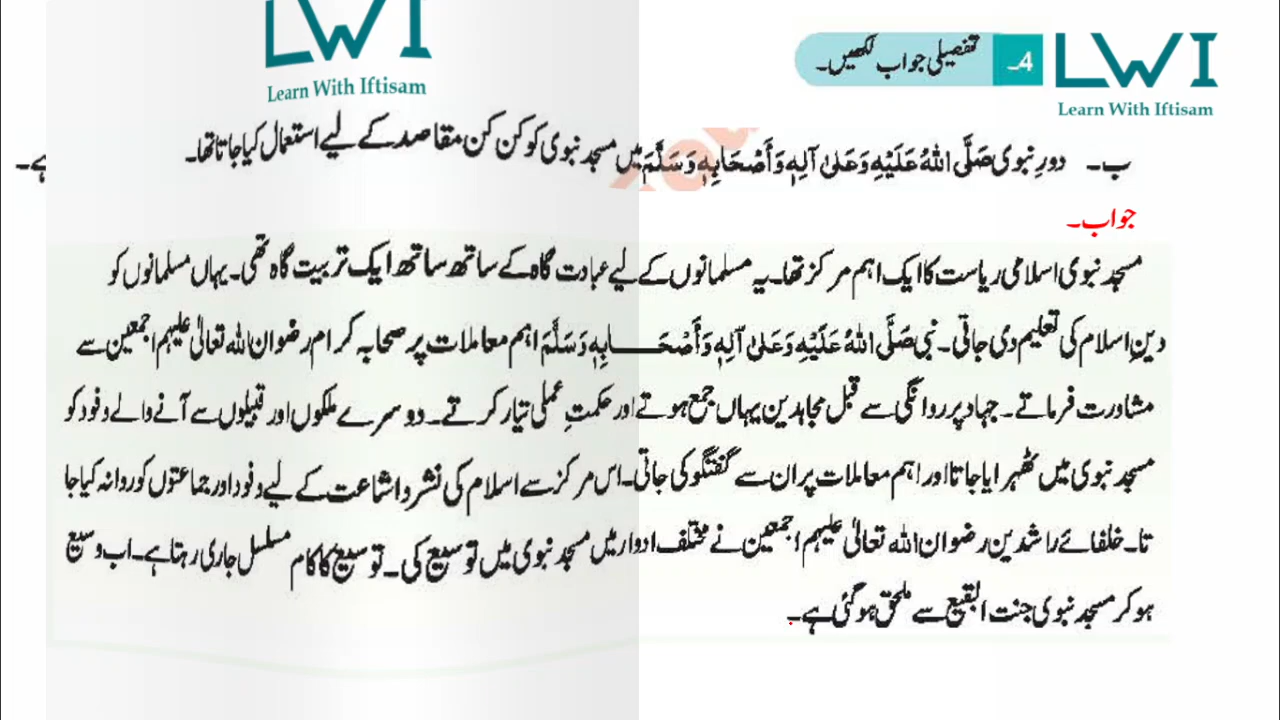 LWI
Learn With Iftisam
4۔ تفصیلی جواب لکھیں۔
LWI
Learn With Iftisam
ب۔ دورِ نبوی صَلَّی اللهُ عَلَيْهِ وَعَلیٰ آلِهٖ وَأَصْحَابِهٖ وَسَلَّمَ میں مسجد نبوی کو کن کن مقاصد کے لیے استعمال کیا جاتا تھا۔
ہے۔
جواب۔
مسجد نبوی اسلامی ریاست کا ایک اہم مرکز تھا۔ یہ مسلمانوں کے لیے عبادت گاہ کے ساتھ ساتھ ایک تربیت گاہ تھی۔ یہاں مسلمانوں کو
دینِ اسلام کی تعلیم دی جاتی۔ نبی صَلَّی اللهُ عَلَيْهِ وَعَلیٰ آلِهٖ وَأَصْحَابِهٖ وَسَلَّمَ اہم معاملات پر صحابہ کرام رضوان اللہ تعالیٰ علیہم اجمعین سے
مشاورت فرماتے۔ جہاد پر روانگی سے قبل مجاہدین یہاں جمع ہوتے اور حکمتِ عملی تیار کرتے۔ دوسرے ملکوں اور قبیلوں سے آنے والے وفود کو
مسجد نبوی میں ٹھہرایا جاتا اور اہم معاملات پر ان سے گفتگو کی جاتی۔ اس مرکز سے اسلام کی نشر و اشاعت کے لیے وفود اور جماعتوں کو روانہ کیا جا
تا۔ خلفائے راشدین رضوان اللہ تعالیٰ علیہم اجمعین نے مختلف ادوار میں مسجد نبوی میں توسیع کی۔ توسیع کا کام مسلسل جاری رہتا ہے۔ اب وسیع
ہو کر مسجد نبوی جنت البقیع سے ملحق ہو گئی ہے۔